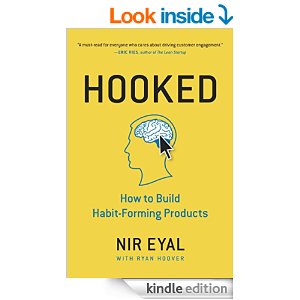 Look inside
"A must-read for everyone who cares about driving customer engagement."
—ERIC RIES, author of The Lean Startup
HOOKED
How to Build
Habit-Forming Products
NIR EYAL
WITH RYAN HOOVER
kindle edition